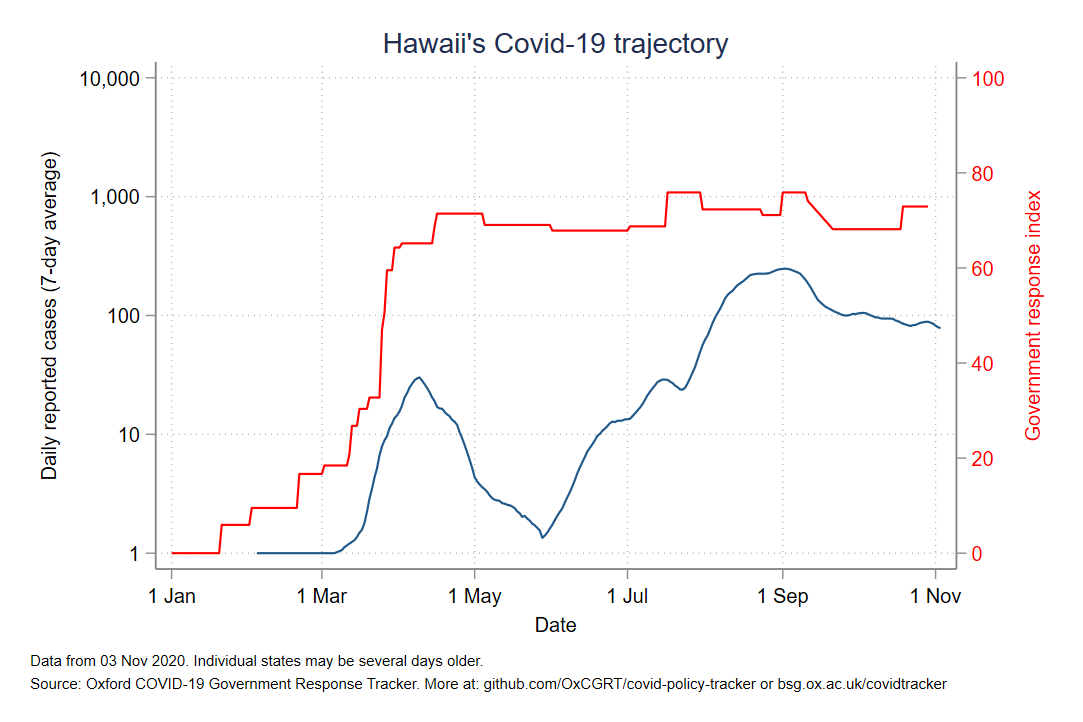 Hawaii's Covid-19 trajectory
10,000
1,000
100
10
1
Daily reported cases (7-day average)
100
80
60
40
20
0
Government response index
1 Jan 1 Mar 1 May 1 Jul 1 Sep 1 Nov
Date
Data from 03 Nov 2020. Individual states may be several days older.
Source: Oxford COVID-19 Government Response Tracker. More at: github.com/OxCGRT/covid-policy-tracker or bsg.ox.ac.uk/covidtracker